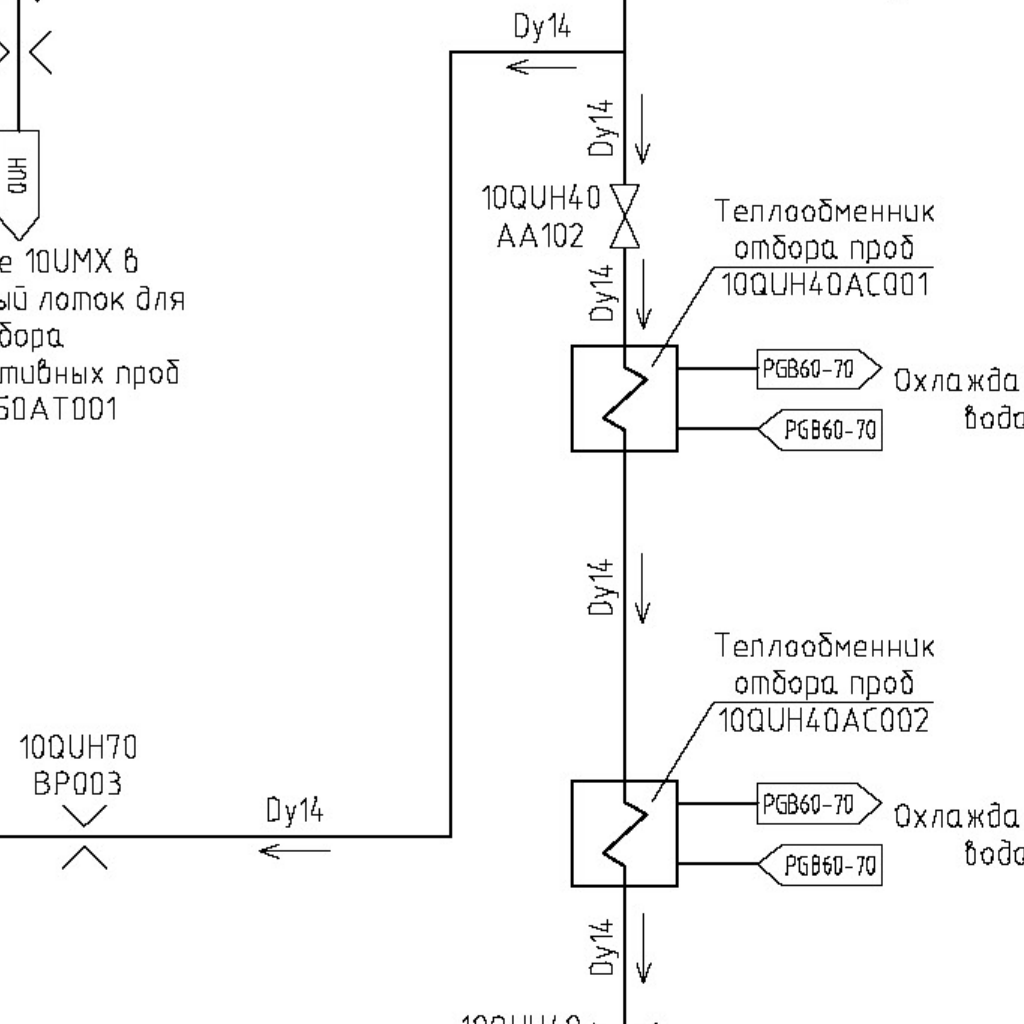 Dy14
Dy14
QUH
10QUH40
AA102
Dy14
Теплообменник
отбора проб
10QUH40AC001
е 10UMX в
ый лоток для
бора
тивных проб
60AT001
PGB60-70
PGB60-70
Охлажда
вода
Dy14
Теплообменник
отбора проб
10QUH40AC002
10QUH70
BP003
Dy14
PGB60-70
PGB60-70
Охлажда
вода
Dy14
10QUH40